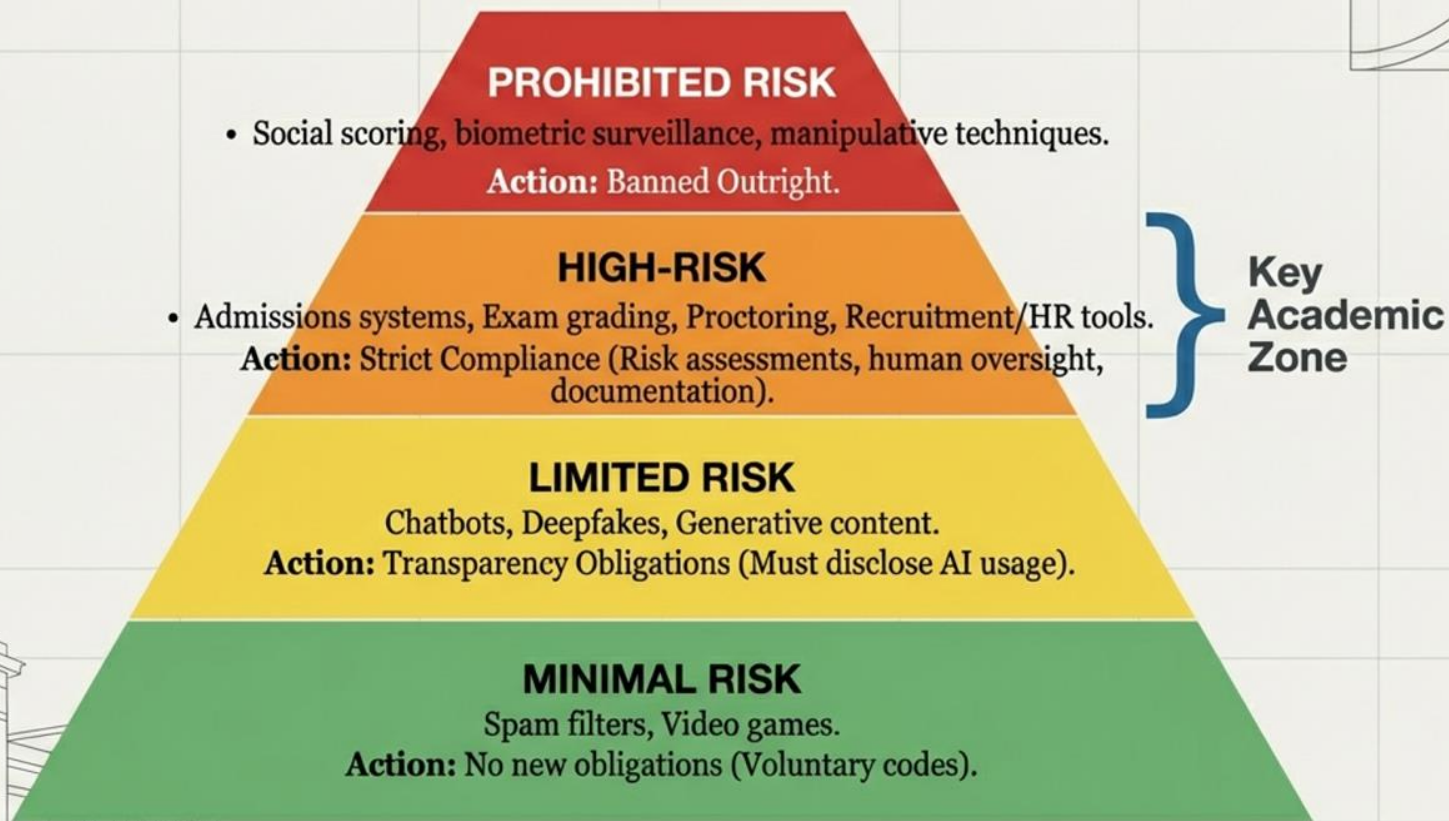 PROHIBITED RISK
• Social scoring, biometric surveillance, manipulative techniques.
Action: Banned Outright.
HIGH-RISK
• Admissions systems, Exam grading, Proctoring, Recruitment/HR tools.
Action: Strict Compliance (Risk assessments, human oversight,
documentation).
Key
Academic
Zone
LIMITED RISK
Chatbots, Deepfakes, Generative content.
Action: Transparency Obligations (Must disclose AI usage).
MINIMAL RISK
Spam filters, Video games.
Action: No new obligations (Voluntary codes).